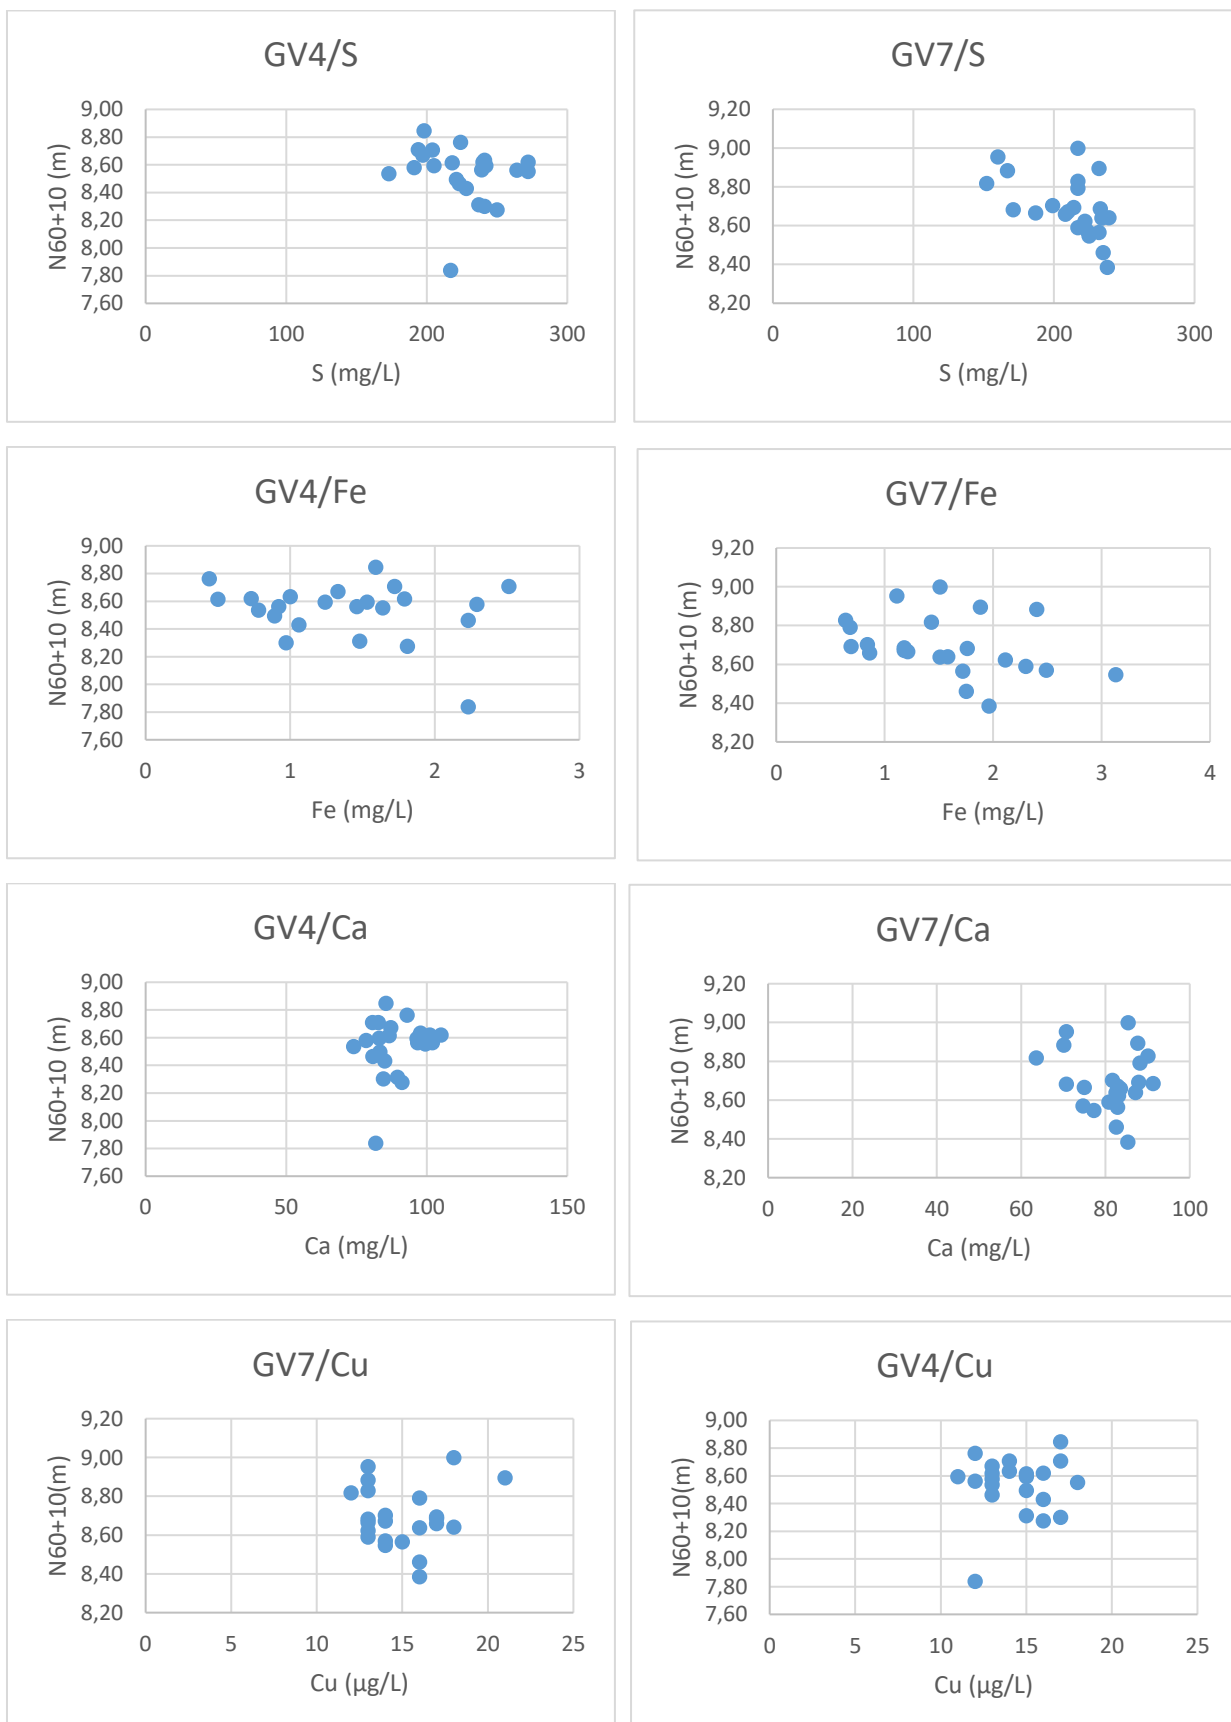 GV4/S
9,00
8,80
8,60
8,40
8,20
8,00
7,80
7,60
N60+10 (m)
0 100 200 300
S (mg/L)
GV7/S
9,20
9,00
8,80
8,60
8,40
8,20
N60+10 (m)
0 100 200 300
S (mg/L)
GV4/Fe
9,00
8,80
8,60
8,40
8,20
8,00
7,80
7,60
N60+10 (m)
0 1 2 3
Fe (mg/L)
GV7/Fe
9,20
9,00
8,80
8,60
8,40
8,20
N60+10 (m)
0 1 2 3 4
Fe (mg/L)
GV4/Ca
9,00
8,80
8,60
8,40
8,20
8,00
7,80
7,60
N60+10 (m)
0 50 100 150
Ca (mg/L)
GV7/Ca
9,20
9,00
8,80
8,60
8,40
8,20
N60+10 (m)
0 20 40 60 80 100
Ca (mg/L)
GV7/Cu
9,20
9,00
8,80
8,60
8,40
8,20
N60+10(m)
0 5 10 15 20 25
Cu (µg/L)
GV4/Cu
9,00
8,80
8,60
8,40
8,20
8,00
7,80
7,60
N60+10 (m)
0 5 10 15 20 25
Cu (µg/L)